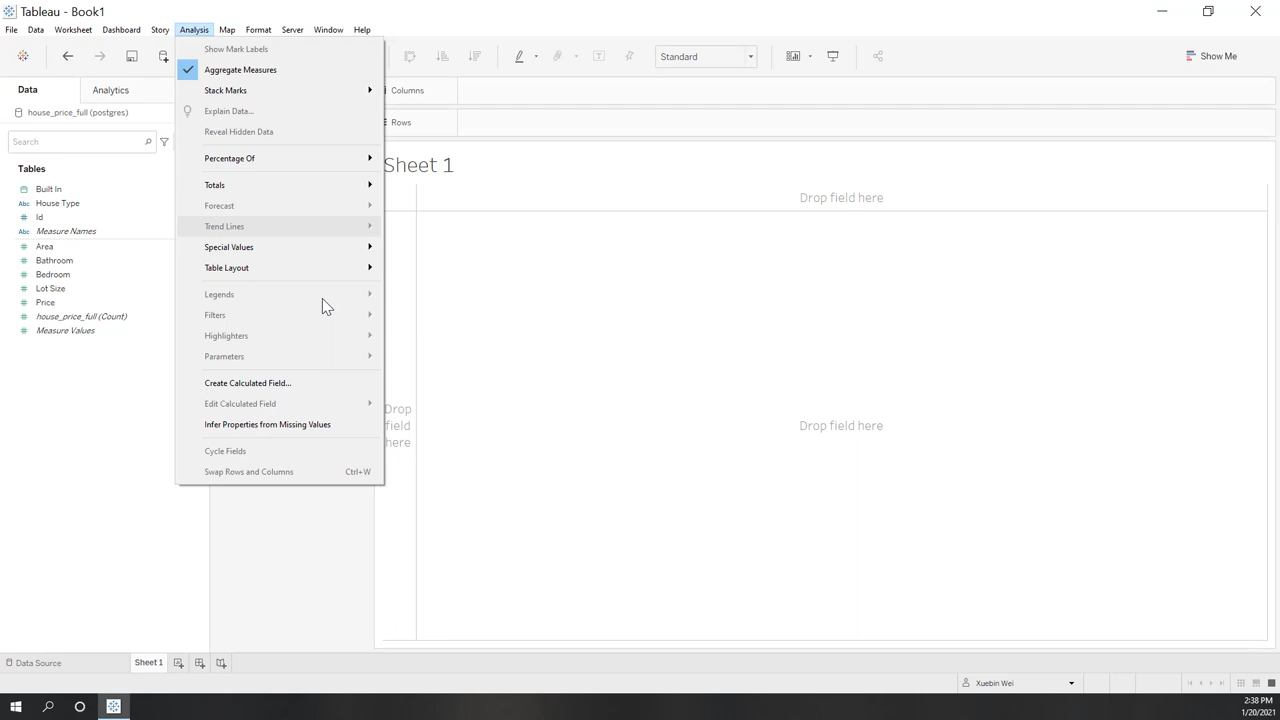 Tableau - Book1
File Data Worksheet Dashboard Story Analysis Map Format Server Window Help
Standard
Show Me
Data Analytics
house_price_full (postgres)
Search
Tables
Built In
Abc House Type
Id
Abc Measure Names
Area
Bathroom
Bedroom
Lot Size
Price
house_price_full (Count)
Measure Values
Show Mark Labels
Aggregate Measures
Stack Marks
Explain Data...
Reveal Hidden Data
Percentage Of
Totals
Forecast
Trend Lines
Special Values
Table Layout
Legends
Filters
Highlighters
Parameters
Create Calculated Field...
Edit Calculated Field
Infer Properties from Missing Values
Cycle Fields
Swap Rows and Columns Ctrl+W
Columns
Rows
Sheet 1
Drop field here
Drop
field
here
Drop field here
Data Source Sheet 1
Xuebin Wei
2:38 PM
1/20/2021